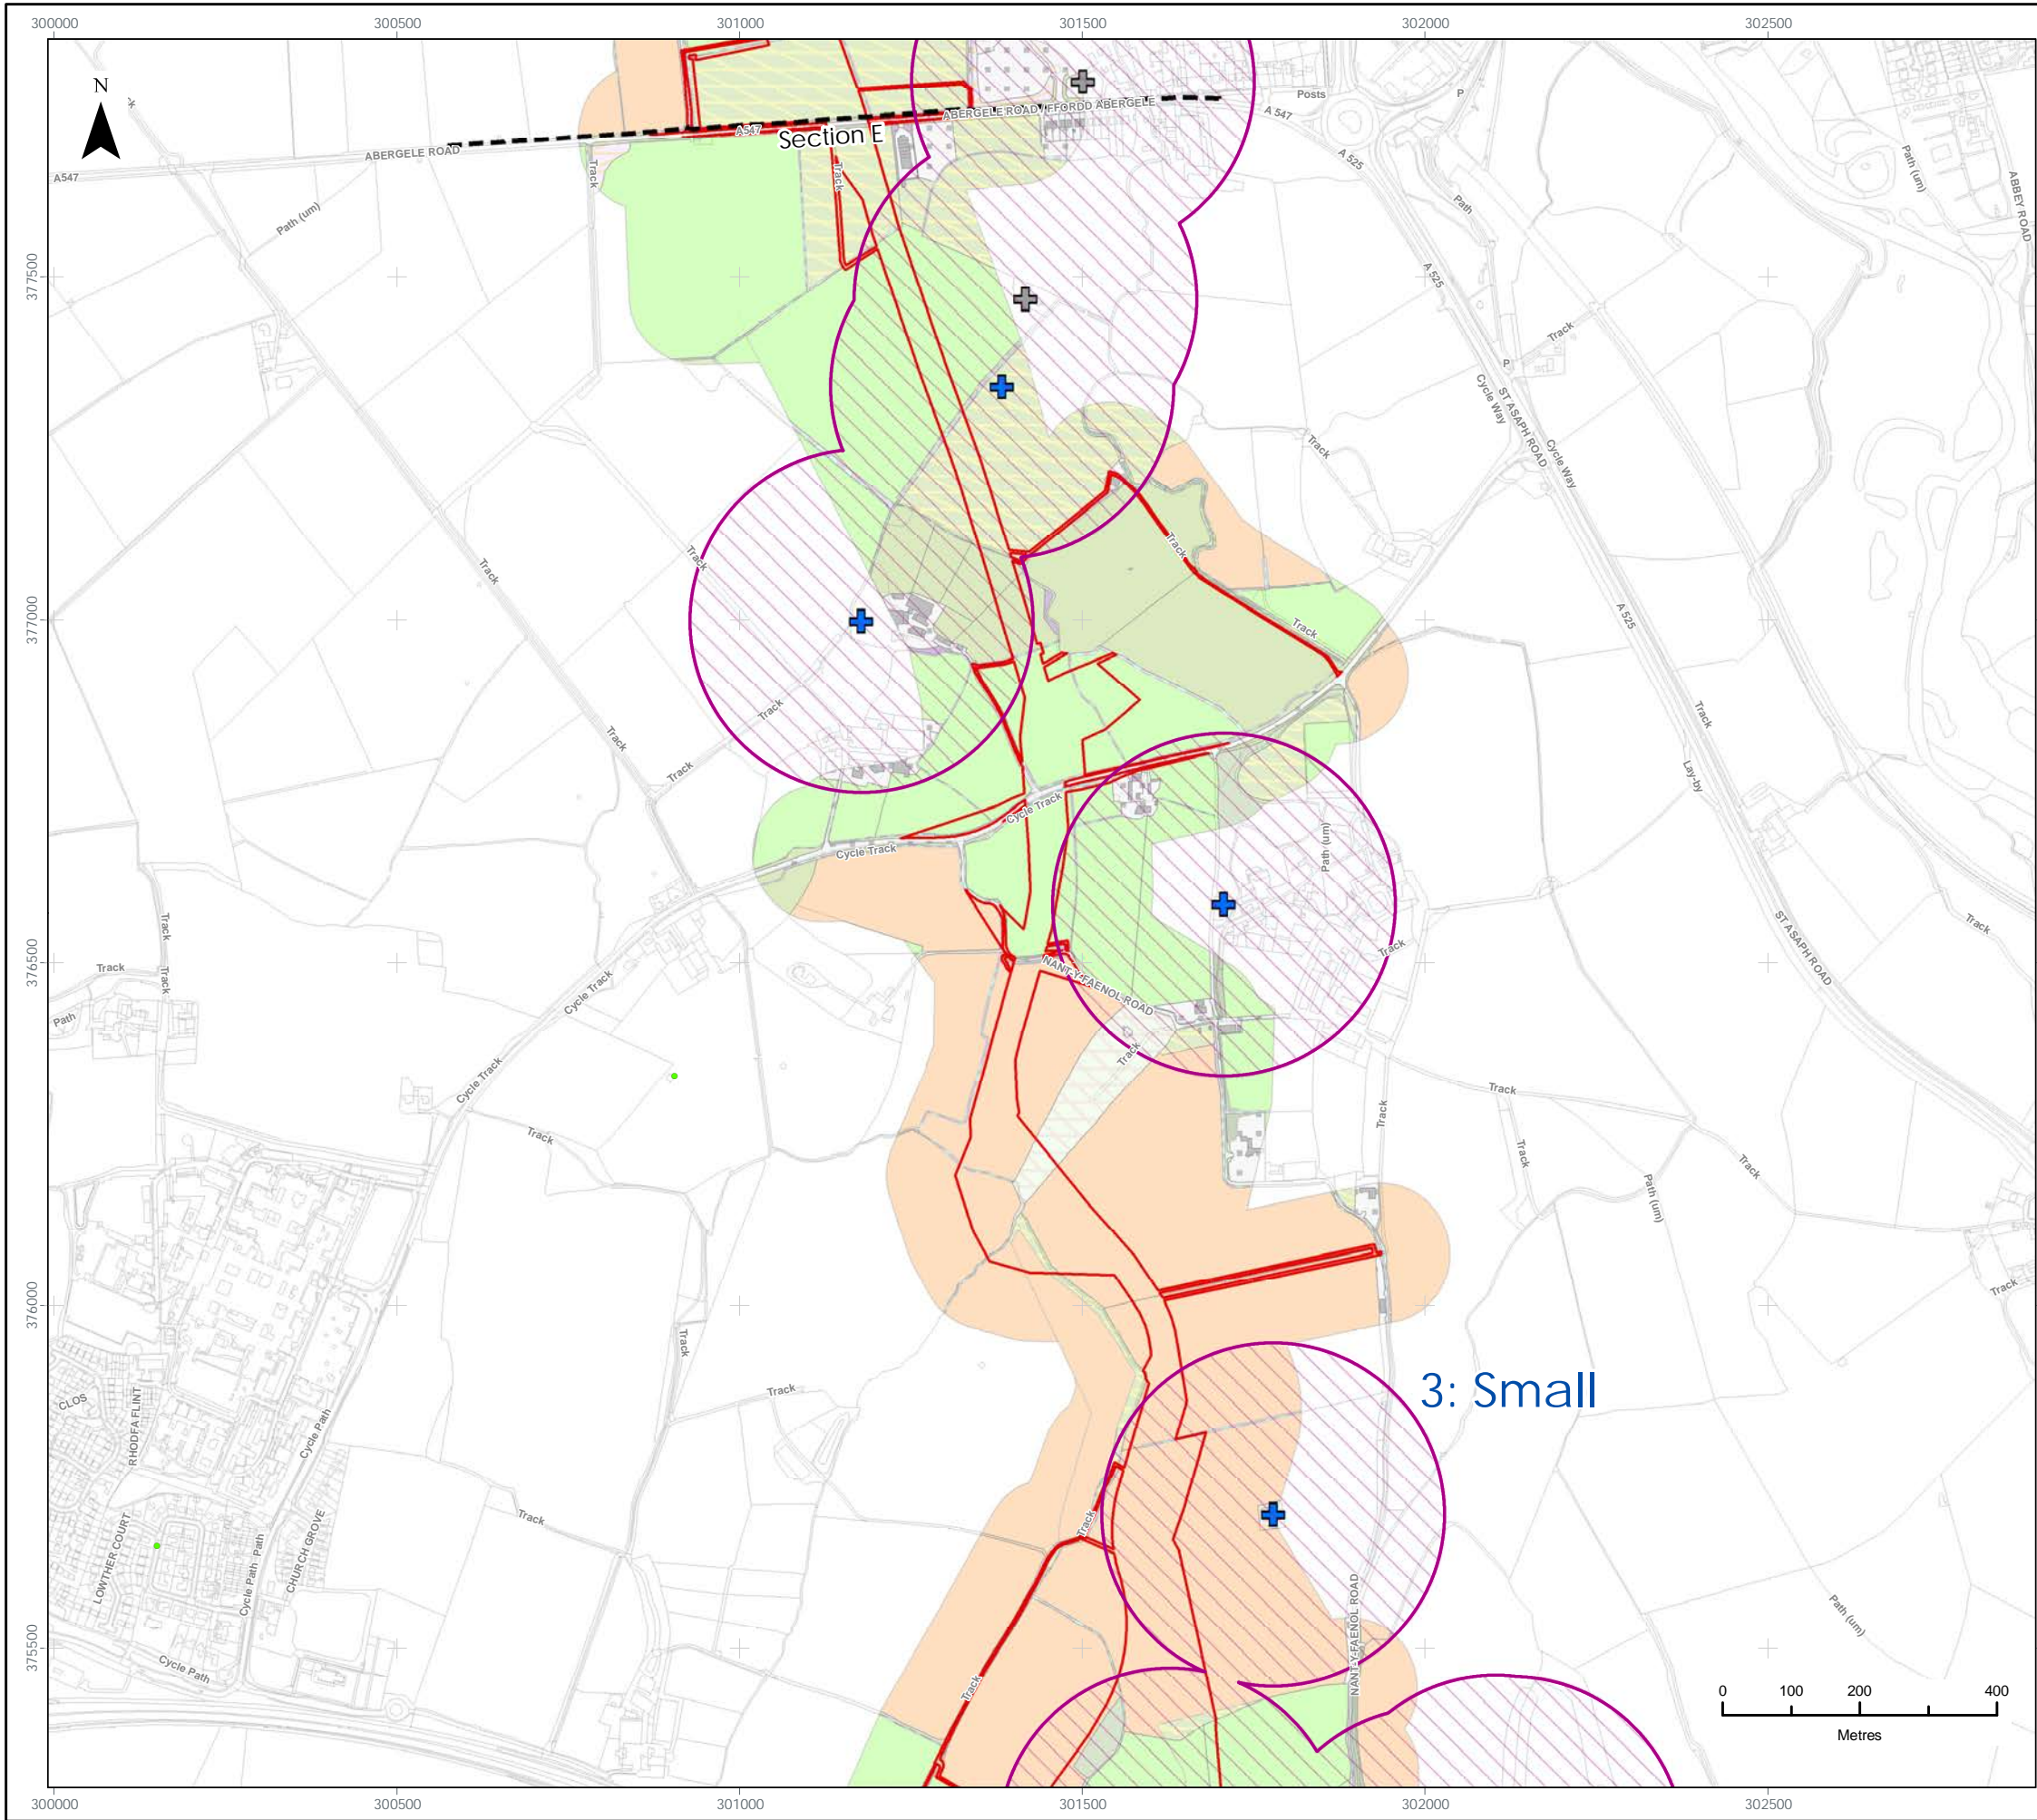 300000 300500 301000 301500 302000 302500
N
Posts
P
A 547
ABERGELE ROAD / FFORDD ABERGELE
A547
Section E
ABERGELE ROAD
A547
A 525
Path (um)
ABBEY ROAD
Track
Track
Path
Path (um)
377500
A 525
Track
P
Cycle Way
ST ASAPH ROAD
Cycle Way
Track
Track
Track
Track
377000
Track
A 525
Track
Track
Track
Track
Lay-by
Cycle Track
Cycle Track
Path (um)
Track
Track
ST ASAPH ROAD
Track
376500
Track
Track
NANT-Y-FAENOL ROAD
Cycle Track
Path
Track
Cycle Track
Track
Track
Track
Track
Track
Path (um)
376000
Track
Track
3: Small
Track
CLOS
RHODFA FLINT
Cycle Path
Track
Track
LOWTHER COURT
Cycle Path Path
CHURCH GROVE
NANT-Y-FAENOL ROAD
Path (um)
375500
Cycle Path
Track
0 100 200 400
Metres
300000 300500 301000 301500 302000 302500